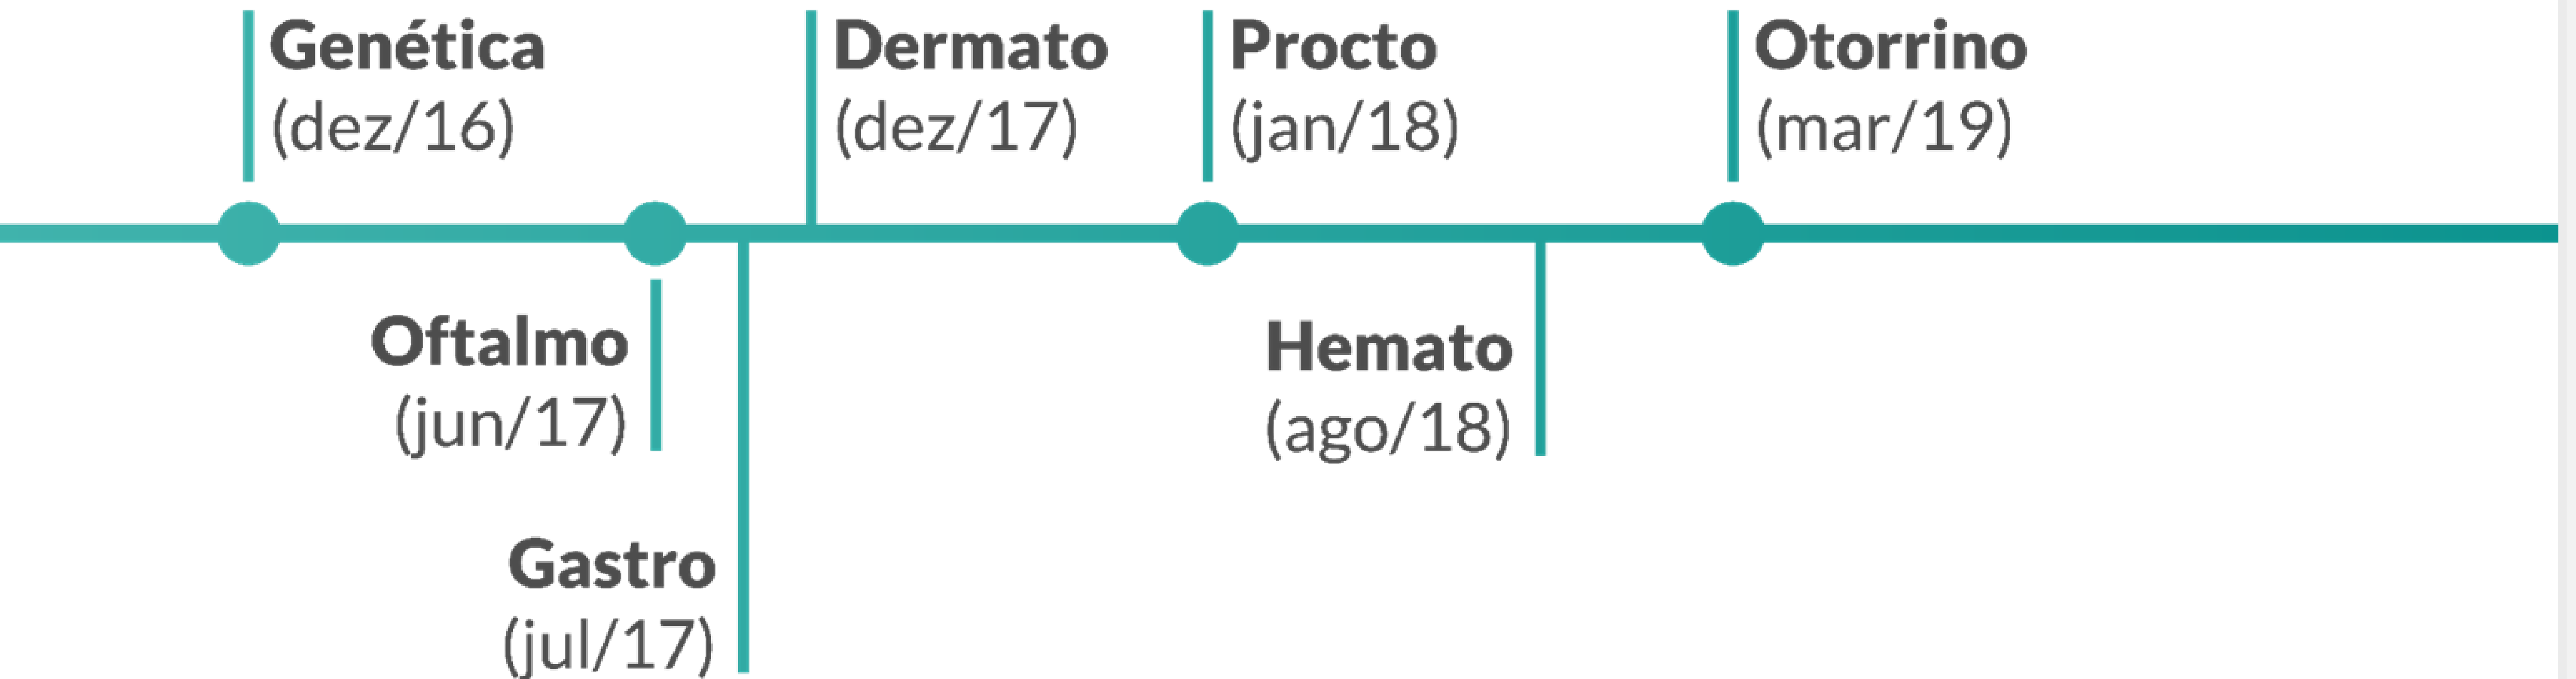 Genética
(dez/16)
Dermato
(dez/17)
Procto
(jan/18)
Otorrino
(mar/19)
Oftalmo
(jun/17)
Hemato
(ago/18)
Gastro
(jul/17)